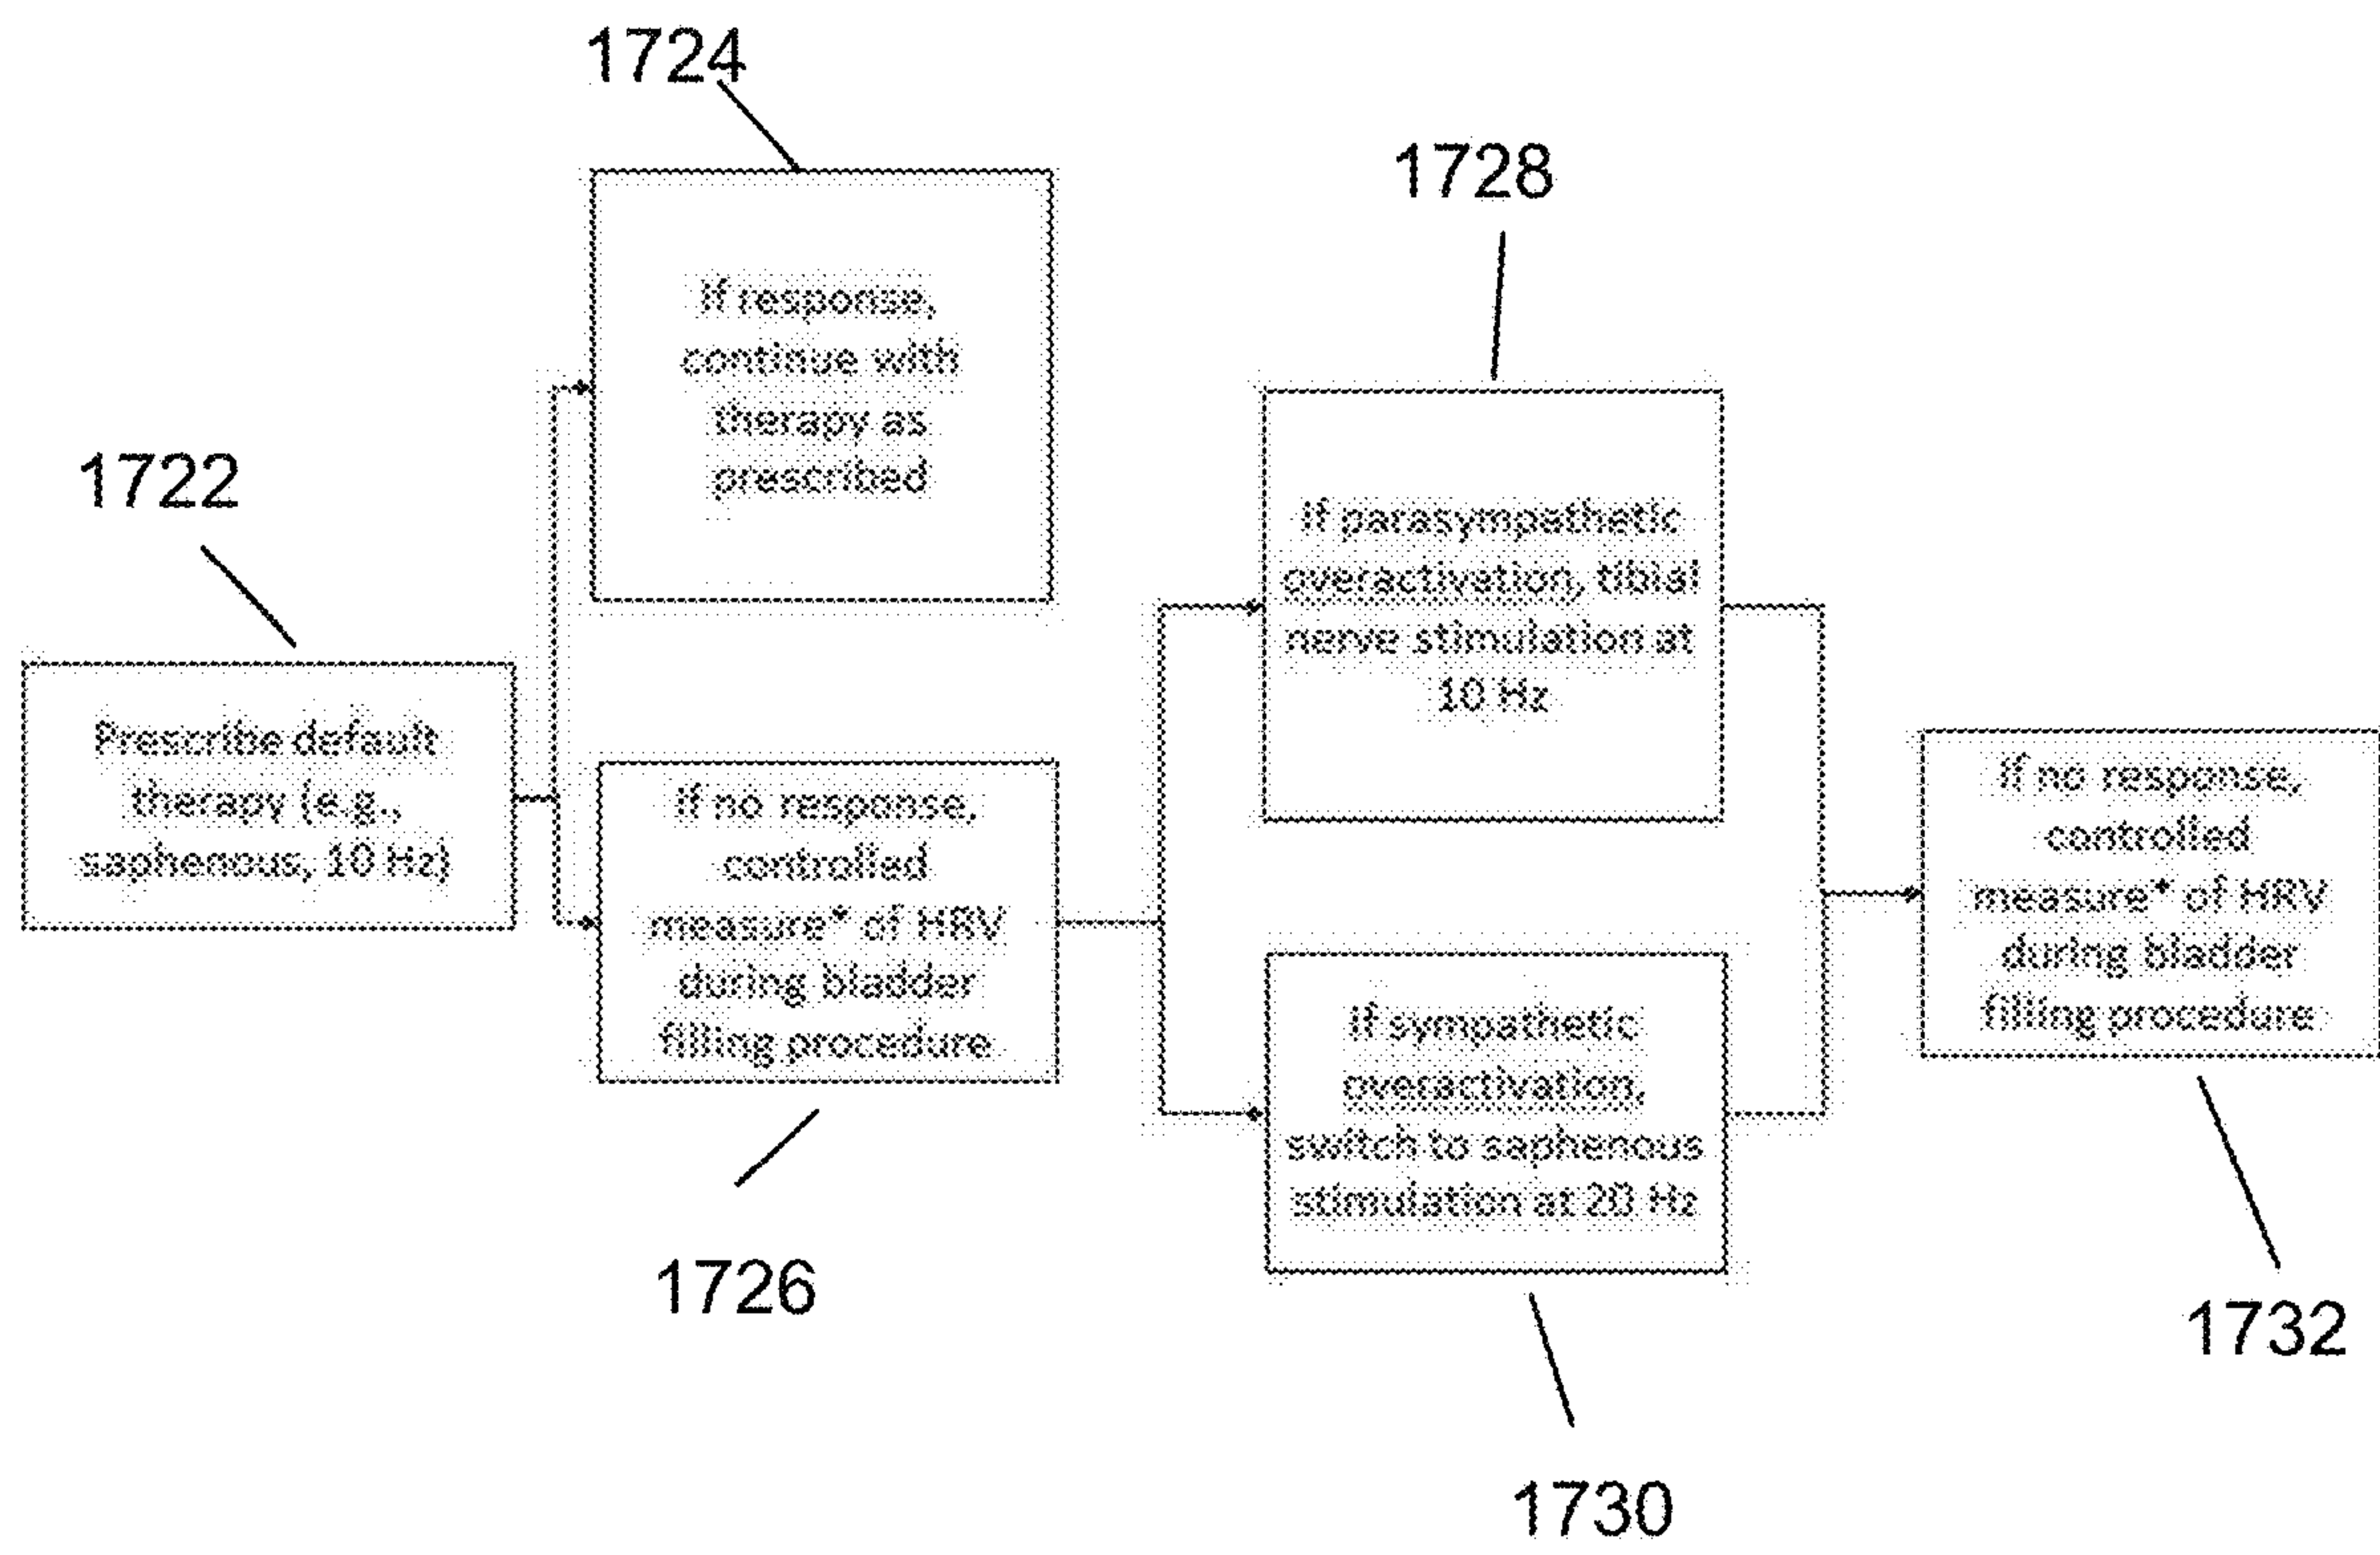 1724
If response,
continue with
therapy as
prescribed
1728
If parasympathetic
overactivation, tibial
nerve stimulation at
10 Hz
1722
Prescribe default
therapy (e.g.,
saphenous, 10 Hz)
If no response,
controlled
measure* of HRV
during bladder
filling procedure
1726
If sympathetic
overactivation,
switch to saphenous
stimulation at 20 Hz
1730
If no response,
controlled
measure* of HRV
during bladder
filling procedure
1732